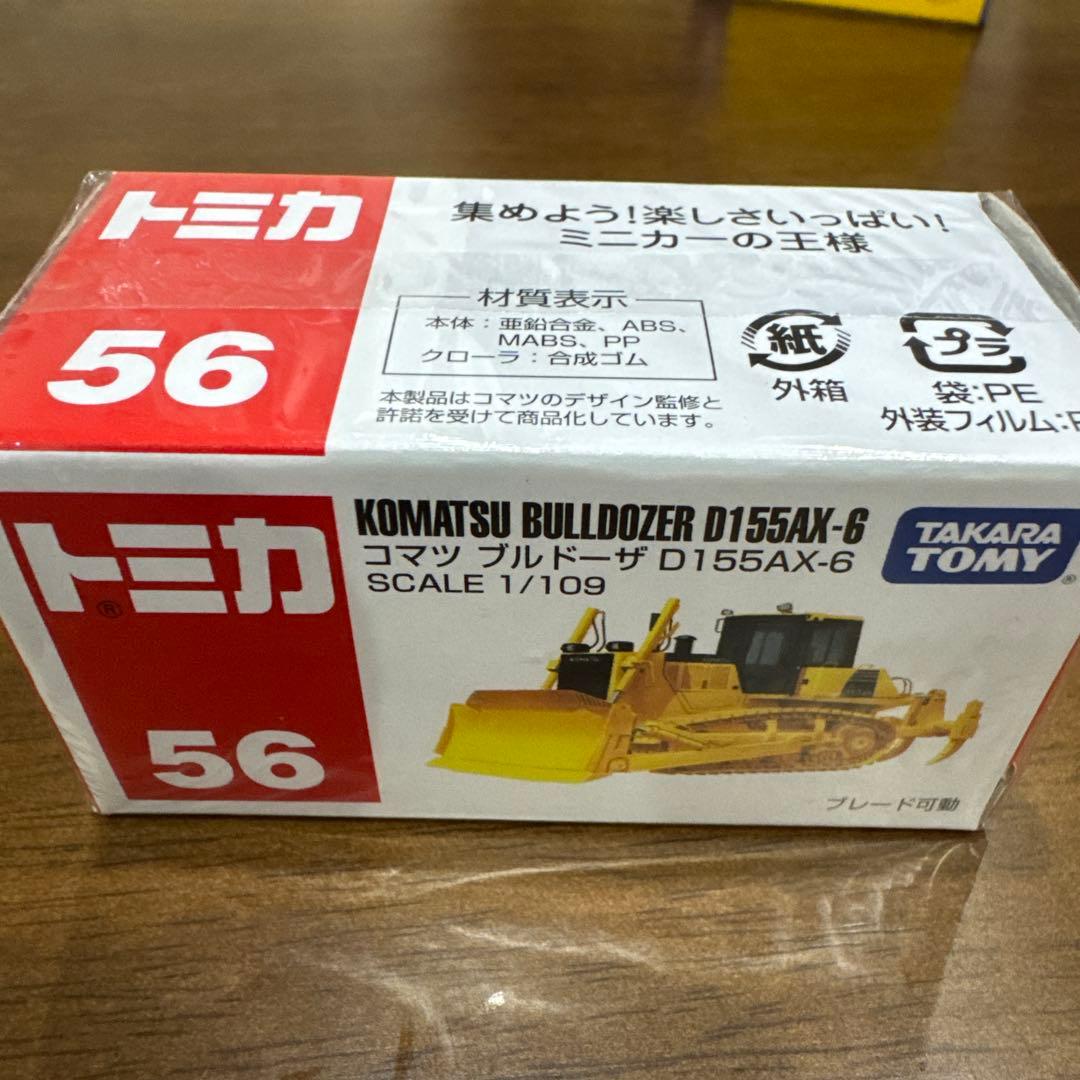 トミカ
56
集めよう!楽しさいっぱい!
ミニカーの王様
材質表示
本体:亜鉛合金、ABS、
MABS、PP
クローラ:合成ゴム
本製品はコマツのデザイン監修と
許諾を受けて商品化しています。
紙
外箱
プラ
袋:PE
外装フィルム:
トミカ
®
56
KOMATSU BULLDOZER D155AX-6
コマツ ブルドーザ D155AX-6
SCALE 1/109
TAKARA
TOMY
®
KOMATSU
ブレード可動